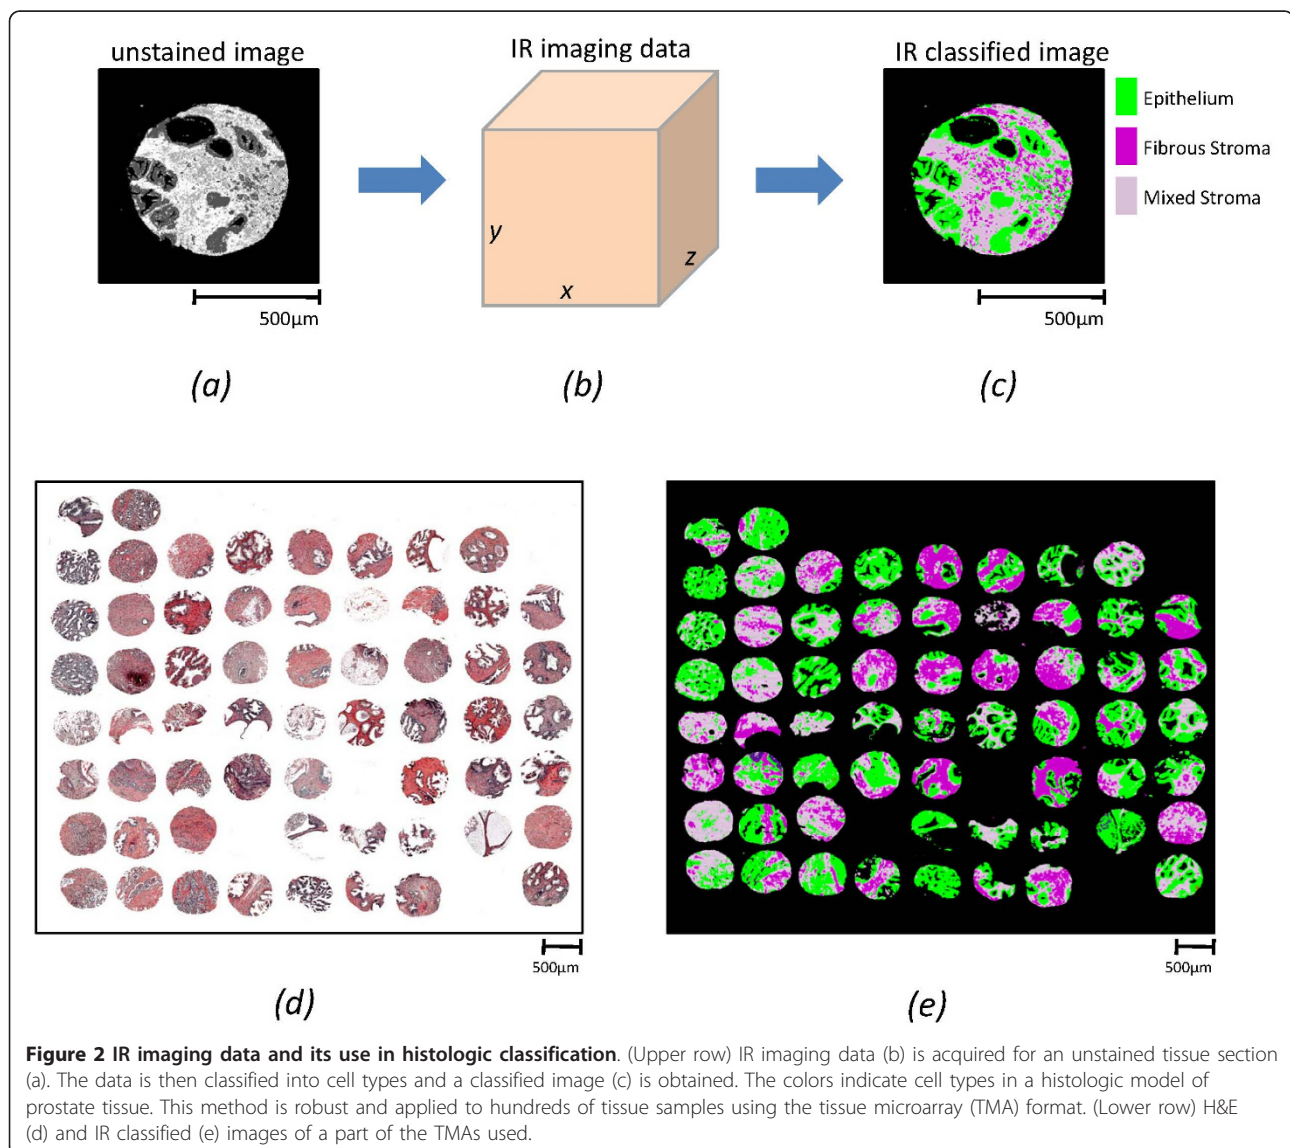 unstained image
IR imaging data
IR classified image
Epithelium
Fibrous Stroma
Mixed Stroma
y
z
x
500µm
500µm
(a)
(b)
(c)
500µm
500µm
(d)
(e)
Figure 2 IR imaging data and its use in histologic classification. (Upper row) IR imaging data (b) is acquired for an unstained tissue section
(a). The data is then classified into cell types and a classified image (c) is obtained. The colors indicate cell types in a histologic model of
prostate tissue. This method is robust and applied to hundreds of tissue samples using the tissue microarray (TMA) format. (Lower row) H&E
(d) and IR classified (e) images of a part of the TMAs used.